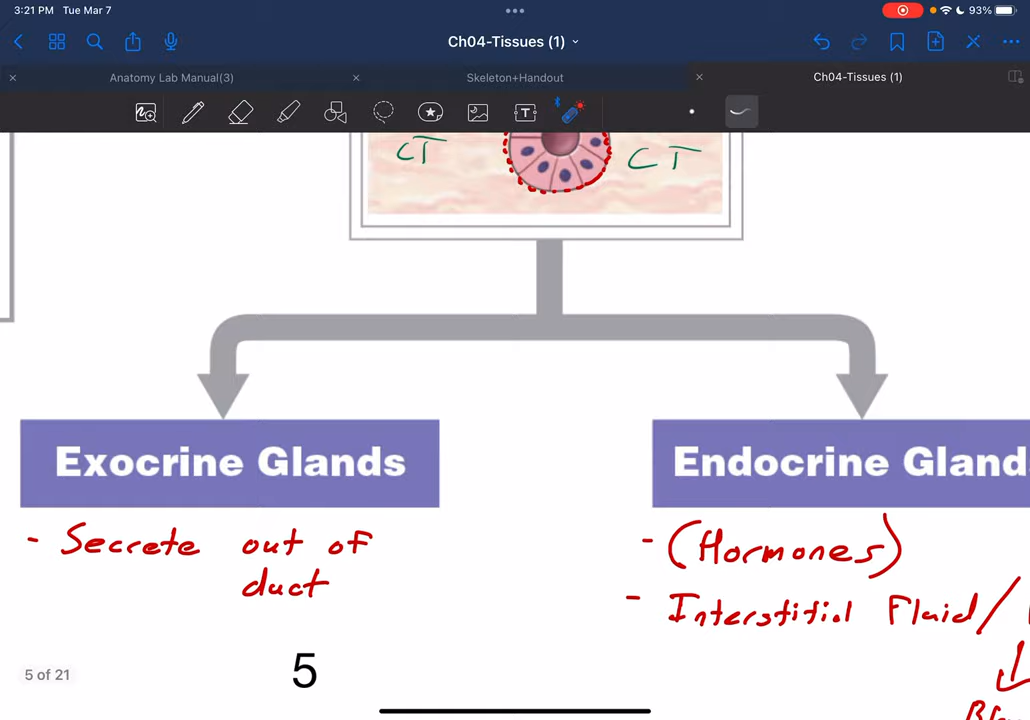 3:21 PM Tue Mar 7
93%
Ch04-Tissues (1)
Anatomy Lab Manual(3)
Skeleton+Handout
Ch04-Tissues (1)
CT
CT
Exocrine Glands
Endocrine Gland
- Secrete out of
duct
- (Hormones)
- Interstitial Fluid/
5 of 21
5